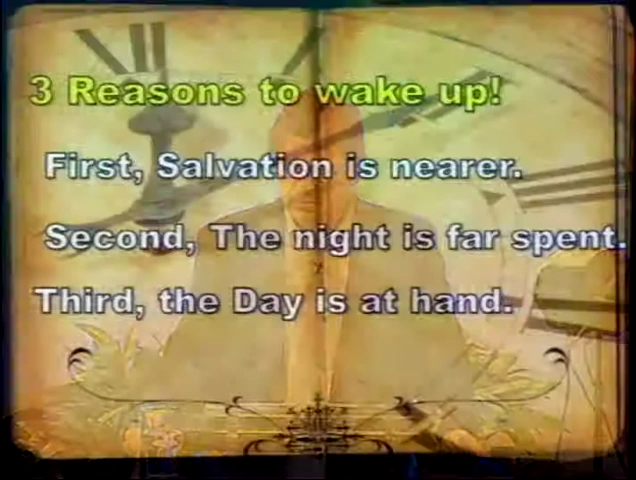 3 Reasons to wake up!
First, Salvation is nearer.
Second, The night is far spent.
Third, the Day is at hand.